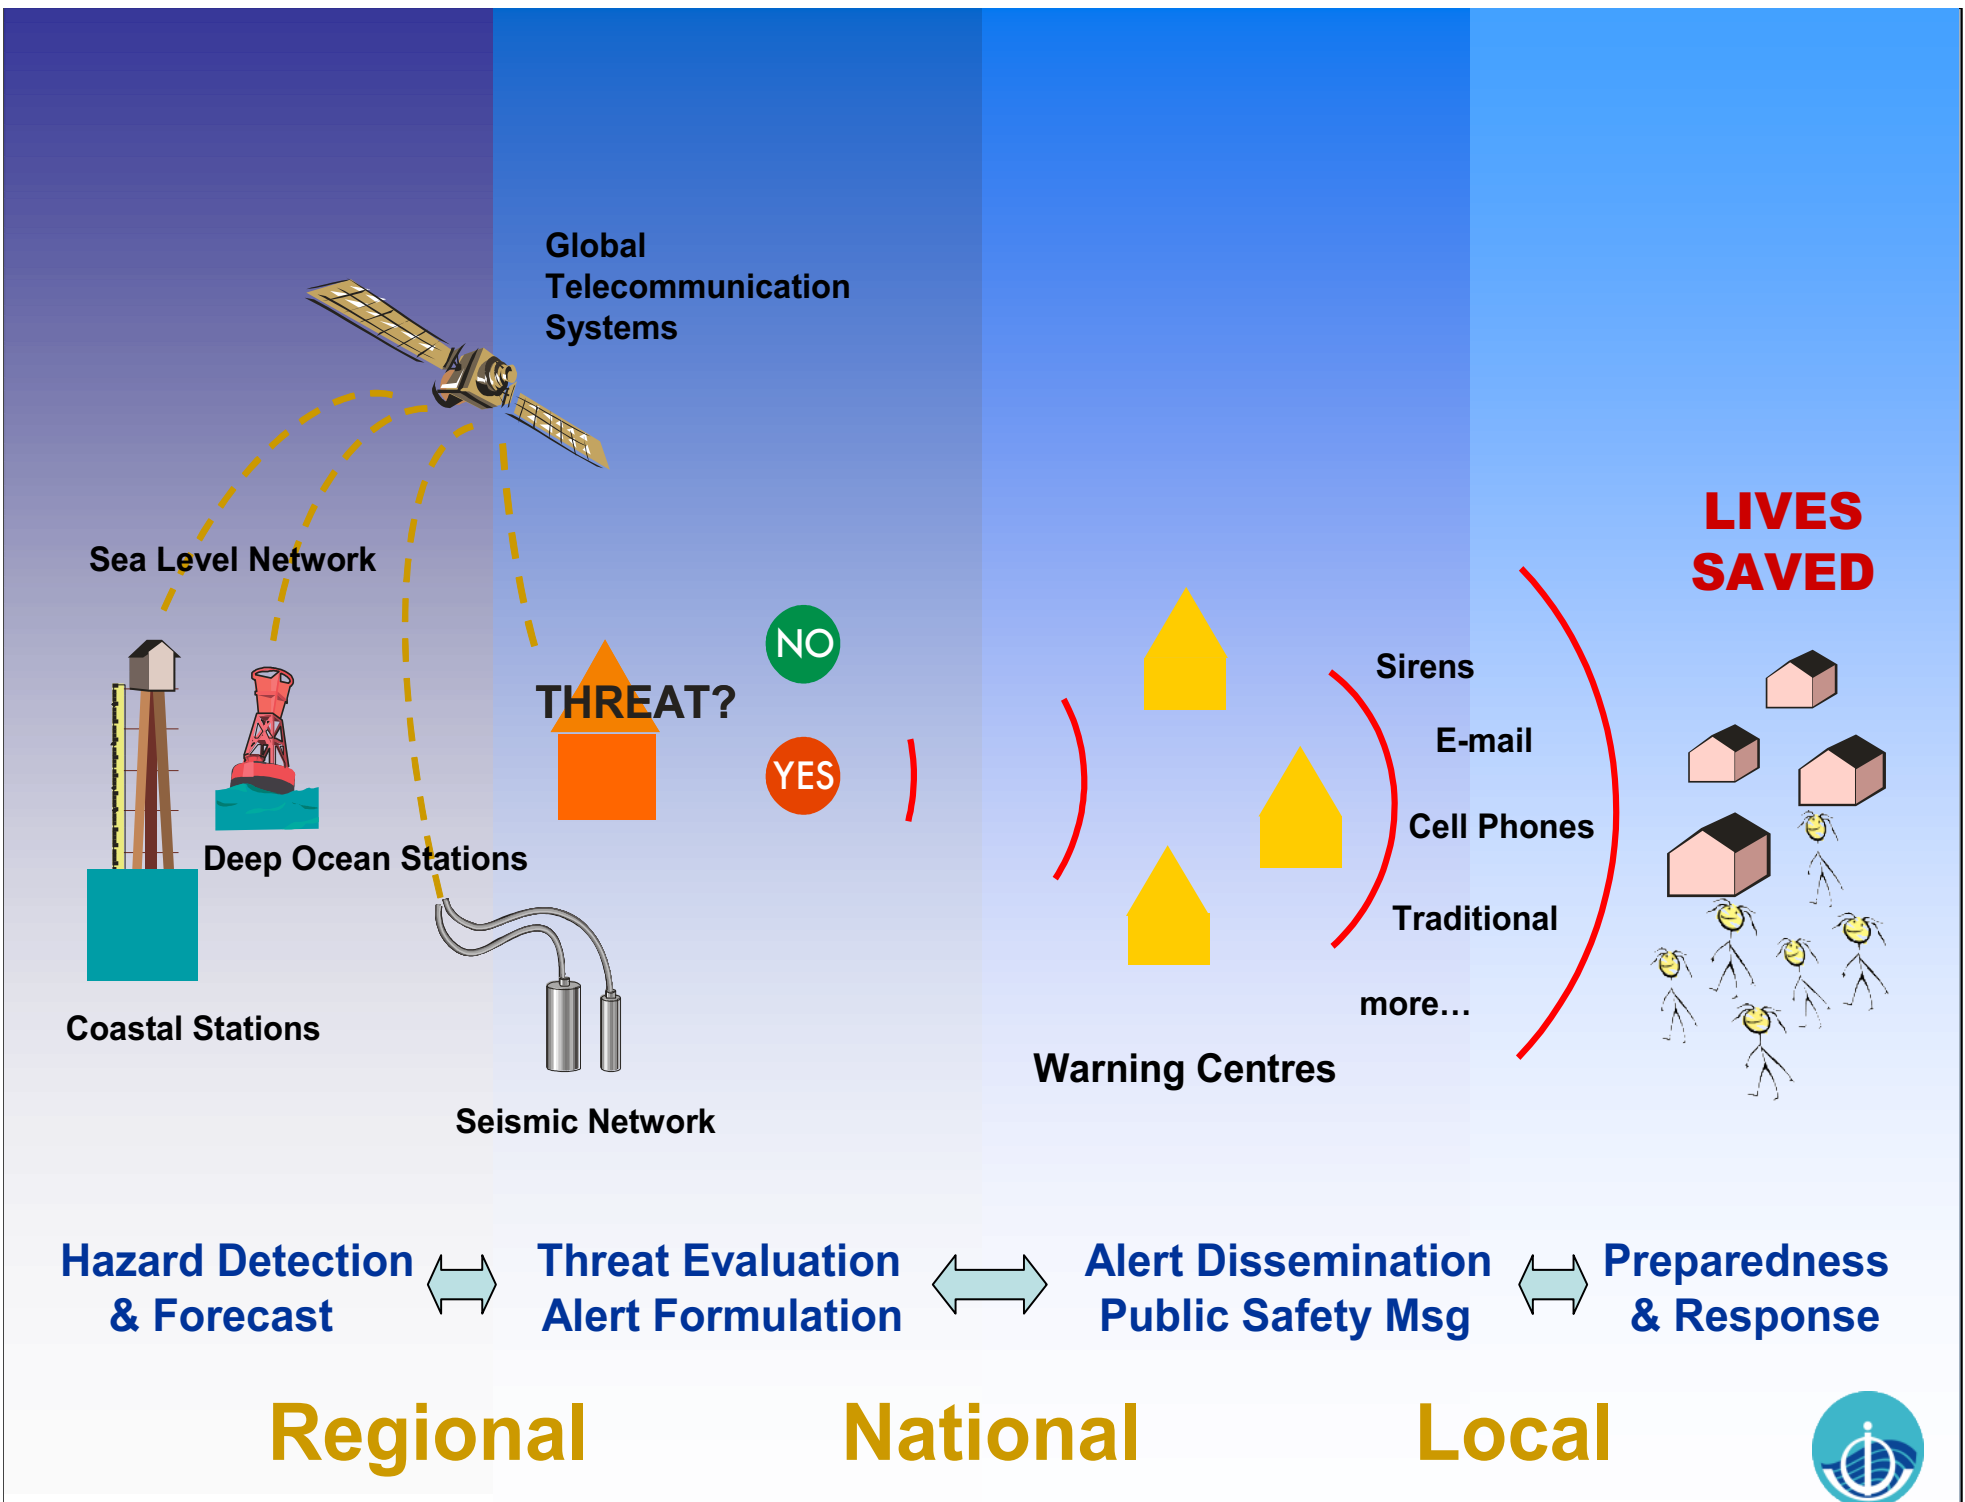 Global
Telecommunication
Systems
LIVES
SAVED
Sea Level Network
NO
THREAT?
YES
Sirens
E-mail
Cell Phones
Traditional
more…
Deep Ocean Stations
Coastal Stations
Warning Centres
Seismic Network
Hazard Detection
& Forecast
Threat Evaluation
Alert Formulation
Alert Dissemination
Public Safety Msg
Preparedness
& Response
Regional
National
Local